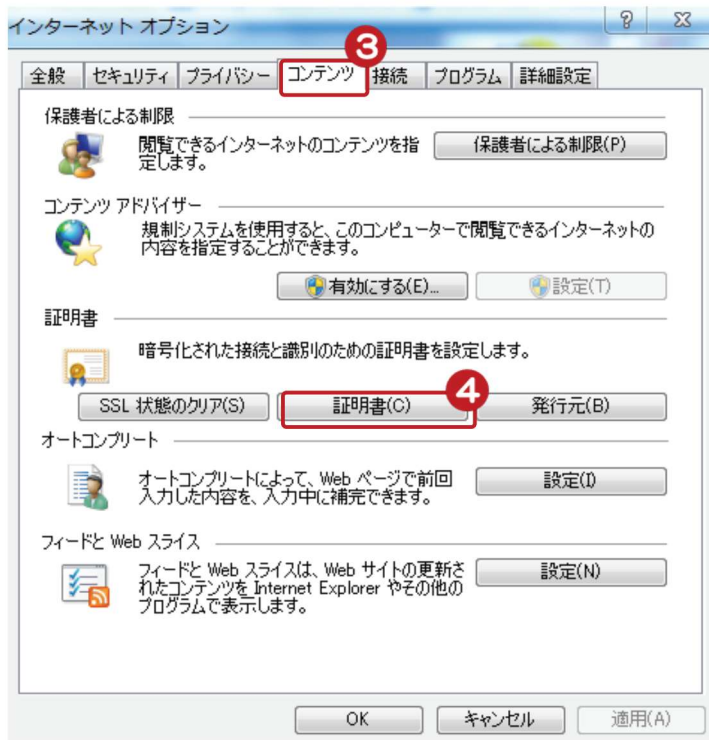 インターネット オプション
3
全般 セキュリティ プライバシー コンテンツ 接続 プログラム 詳細設定
保護者による制限
閲覧できるインターネットのコンテンツを指
定します。
保護者による制限(P)
コンテンツ アドバイザー
規制システムを使用すると、このコンピューターで閲覧できるインターネットの
内容を指定することができます。
有効にする(E)... 設定(T)
証明書
暗号化された接続と識別のための証明書を設定します。
4
SSL 状態のクリア(S) 証明書(C) 発行元(B)
オートコンプリート
オートコンプリートによって、Web ページで前回
入力した内容を、入力中に補完できます。
設定(I)
フィードと Web スライス
フィードと Web スライスは、Web サイトの更新さ
れたコンテンツを Internet Explorer やその他の
プログラムで表示します。
設定(N)
OK キャンセル 適用(A)